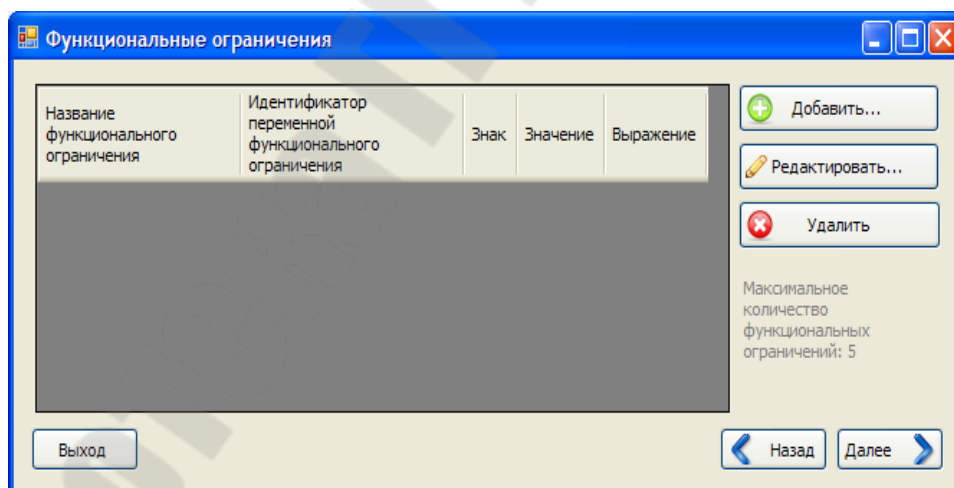 Функциональные ограничения
Название
функционального
ограничения
Идентификатор
переменной
функционального
ограничения
Знак
Значение
Выражение
Добавить...
Редактировать...
Удалить
Максимальное
количество
функциональных
ограничений: 5
Выход
Назад
Далее